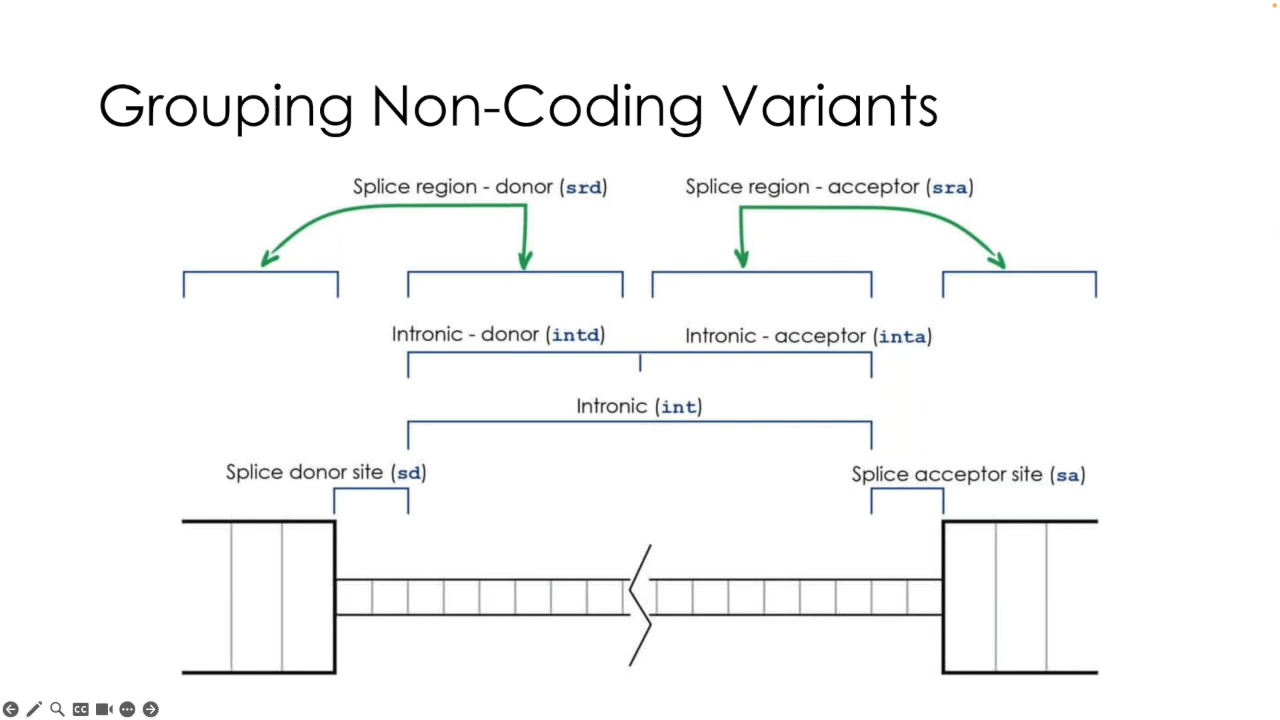 Grouping Non-Coding Variants
Splice region - donor (srd)
Splice region - acceptor (sra)
Intronic - donor (intd)
Intronic - acceptor (inta)
Intronic (int)
Splice donor site (sd)
Splice acceptor site (sa)
CC